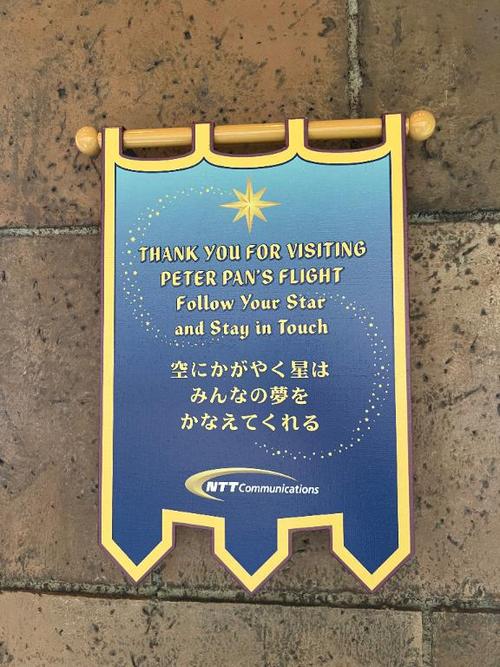 THANK YOU FOR VISITING
PETER PAN'S FLIGHT
Follow Your Star
and Stay in Touch
空にかがやく星は
みんなの夢を
かなえてくれる
NTT Communications